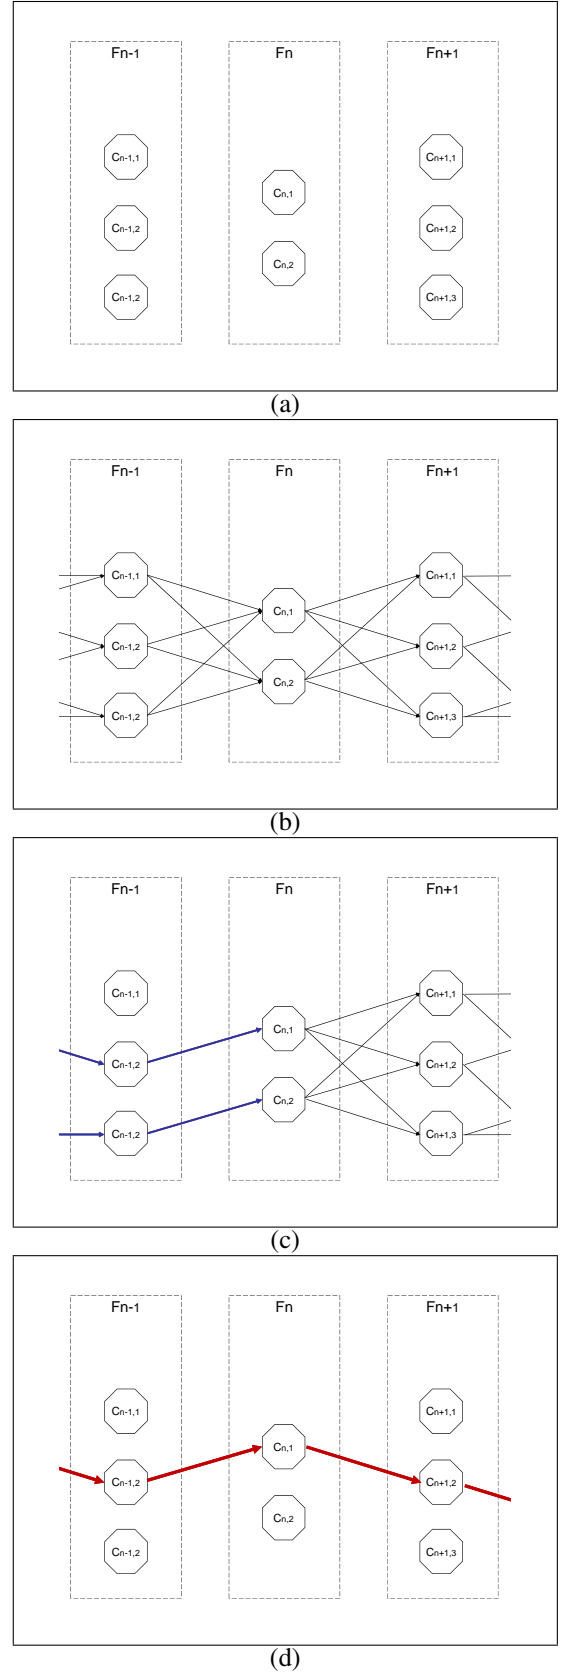 Fn-1 Fn Fn+1
Cn-1,1 Cn+1,1
Cn,1
Cn-1,2 Cn+1,2
Cn,2
Cn-1,2 Cn+1,3
(a)
Fn-1 Fn Fn+1
Cn-1,1 Cn+1,1
Cn,1
Cn-1,2 Cn+1,2
Cn,2
Cn-1,2 Cn+1,3
(b)
Fn-1 Fn Fn+1
Cn-1,1 Cn+1,1
Cn,1
Cn-1,2 Cn+1,2
Cn,2
Cn-1,2 Cn+1,3
(c)
Fn-1 Fn Fn+1
Cn-1,1 Cn+1,1
Cn,1
Cn-1,2 Cn+1,2
Cn,2
Cn-1,2 Cn+1,3
(d)